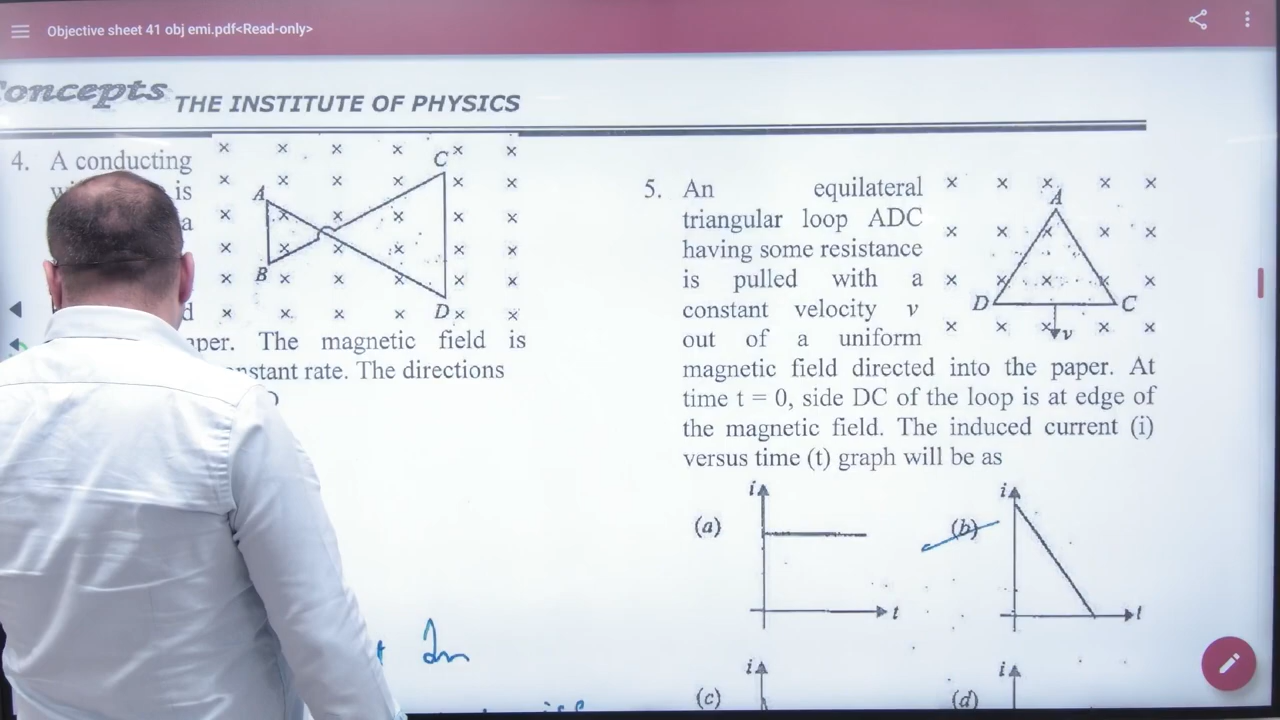 Objective sheet 41 obj emi.pdf<Read-only>
Concepts THE INSTITUTE OF PHYSICS
4. A conducting
is
a
The magnetic field is
constant rate. The directions
A
B
C
D
5. An equilateral
triangular loop ADC
having some resistance
is pulled with a
constant velocity v
out of a uniform
magnetic field directed into the paper. At
time t = 0, side DC of the loop is at edge of
the magnetic field. The induced current (i)
versus time (t) graph will be as
A
D
C
v
(a)
i
t
(b)
i
t
(c)
i
(d)
i